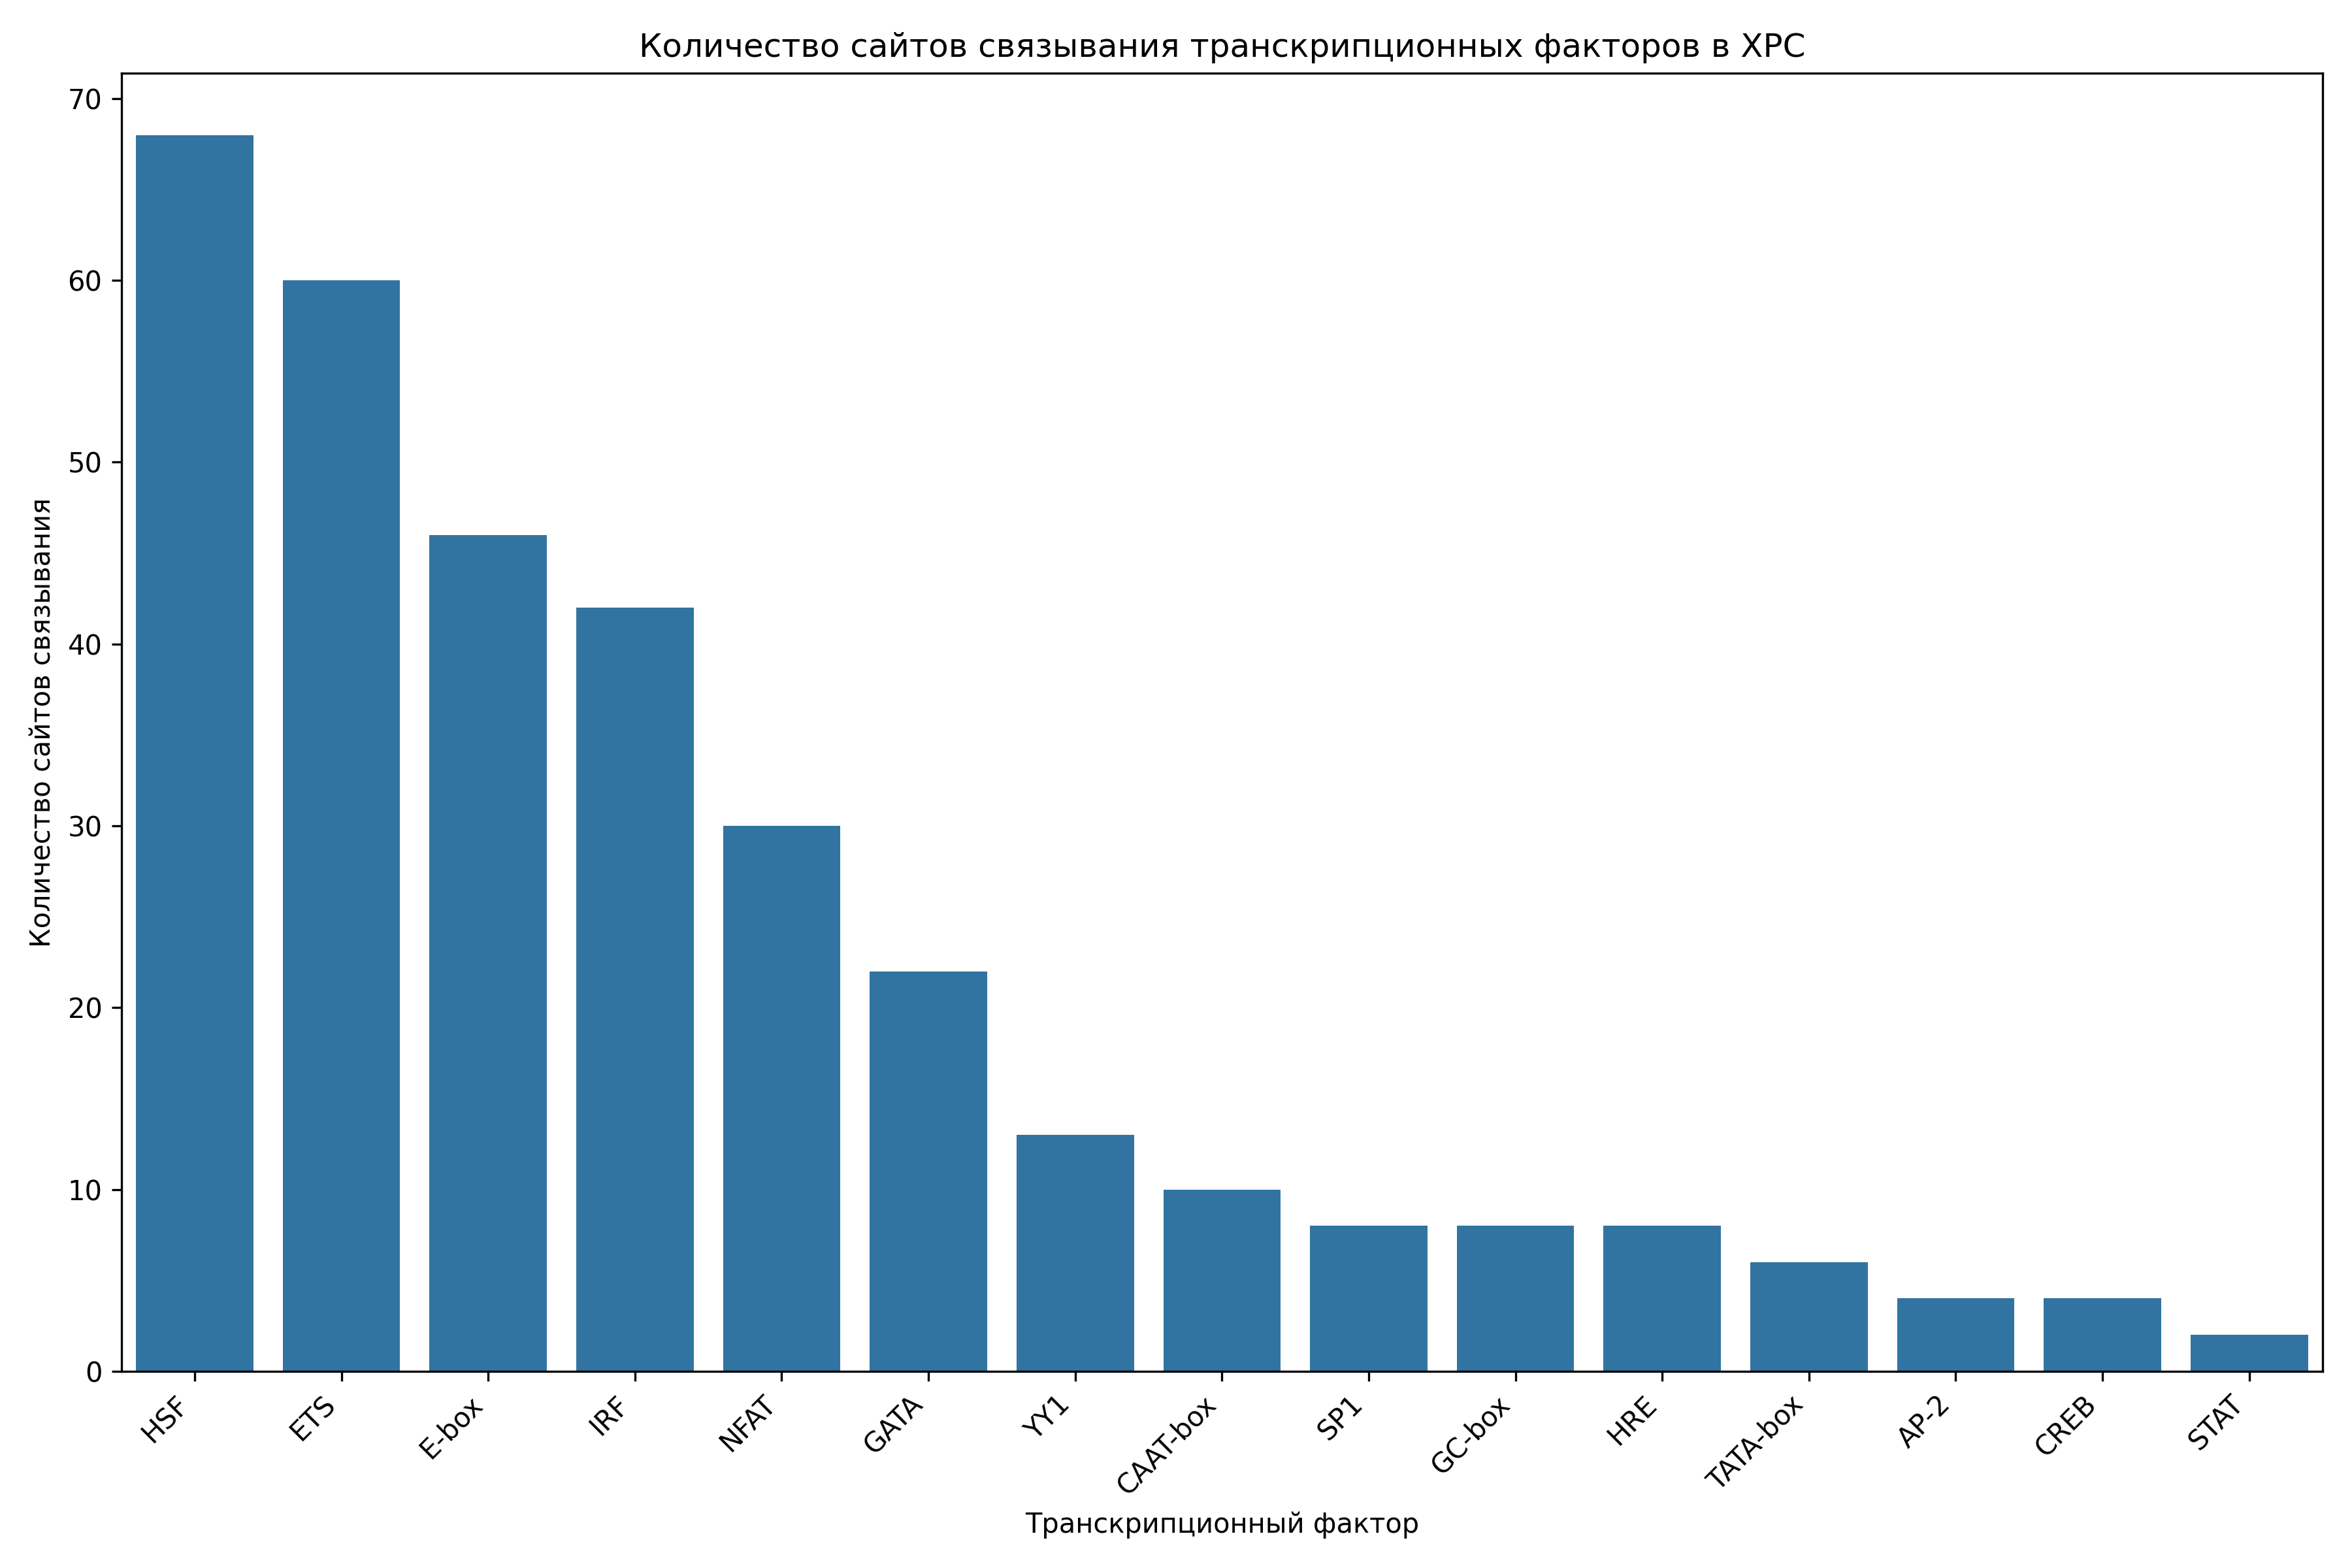 Количество сайтов связывания транскрипционных факторов в XPC
Количество сайтов связывания
70
60
50
40
30
20
10
0
HSF
ETS
E-box
IRF
NFAT
GATA
YY1
CAAT-box
SP1
GC-box
HRE
TATA-box
AP-2
CREB
STAT
Транскрипционный фактор